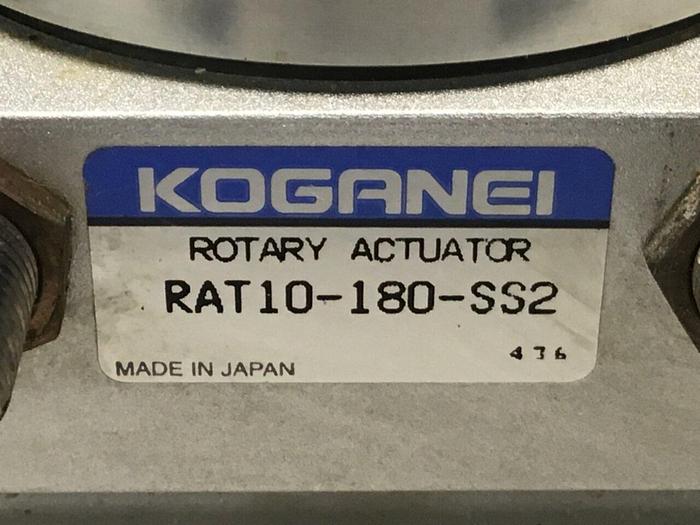 KOGANEI
ROTARY ACTUATOR
RAT10-180-SS2
436
MADE IN JAPAN